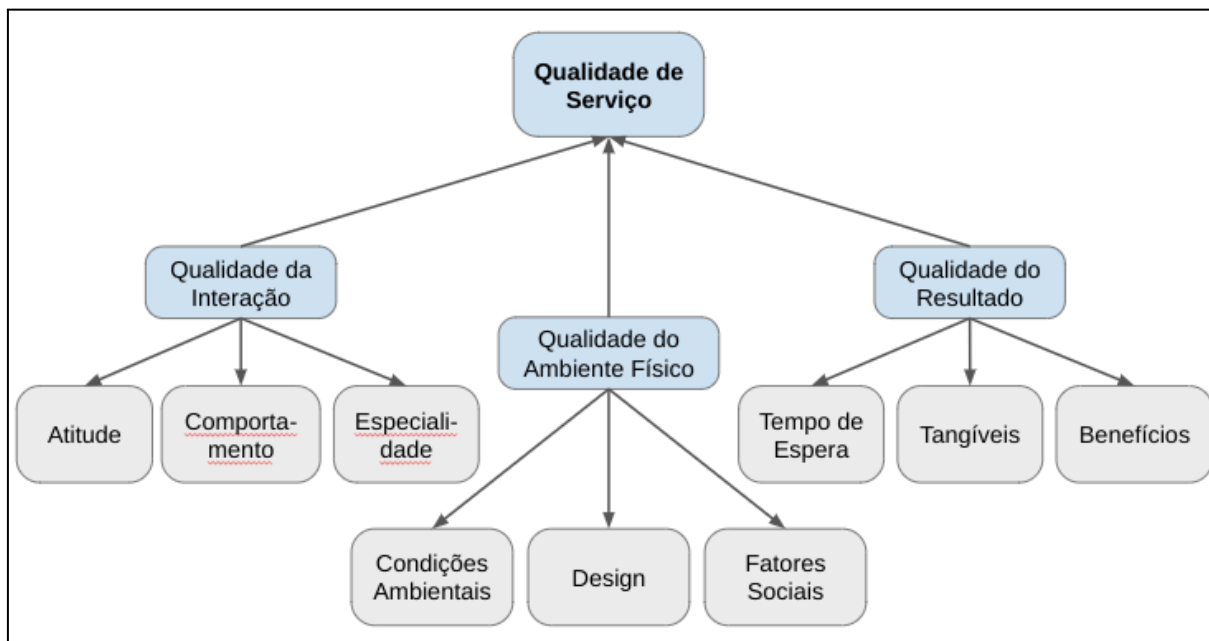 Qualidade de
Serviço
Qualidade da
Interação
Qualidade do
Resultado
Qualidade do
Ambiente Físico
Atitude
Comporta-
mento
Especiali-
dade
Tempo de
Espera
Tangíveis
Benefícios
Condições
Ambientais
Design
Fatores
Sociais